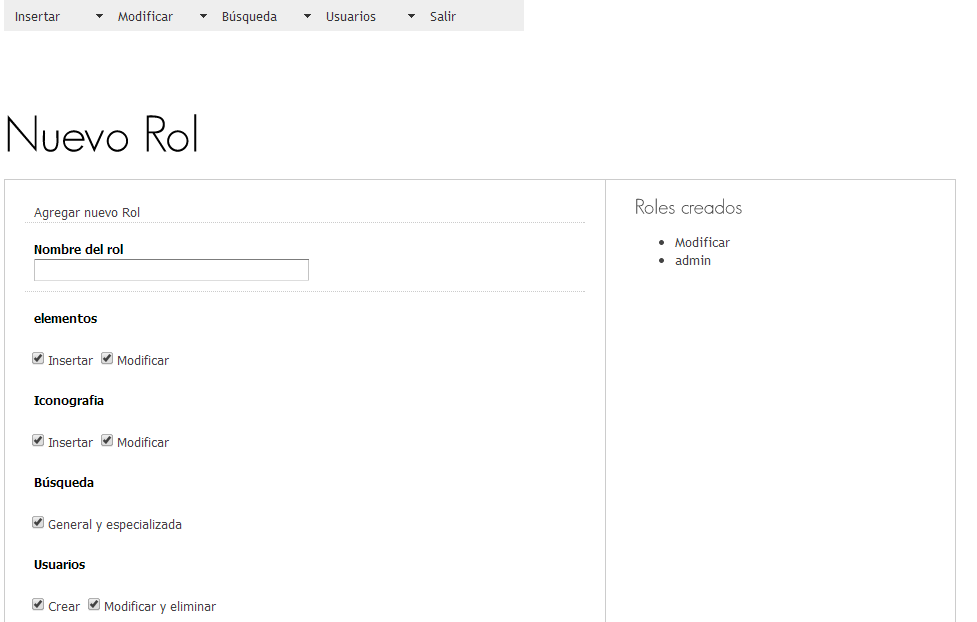 Insertar Modificar Búsqueda Usuarios Salir
Nuevo Rol
Agregar nuevo Rol
Nombre del rol
elementos
Insertar Modificar
Iconografia
Insertar Modificar
Búsqueda
General y especializada
Usuarios
Crear Modificar y eliminar
Roles creados
Modificar
admin